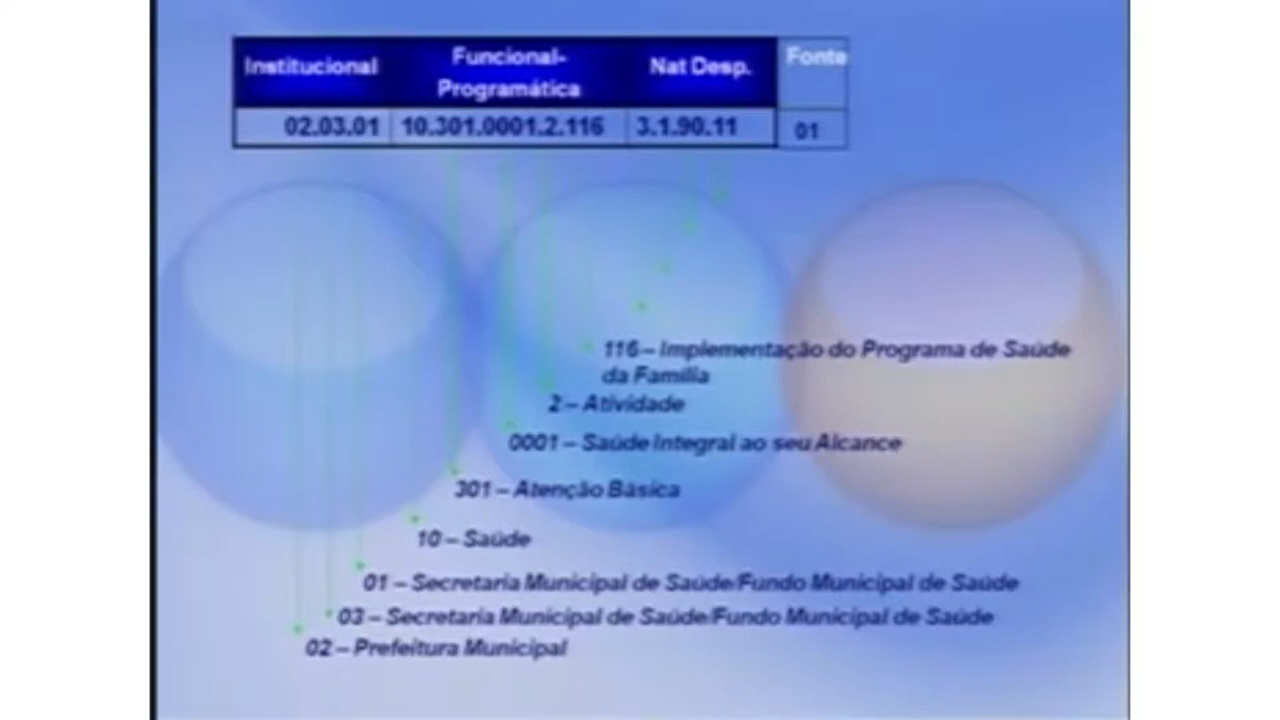 Institucional
Funcional-
Programática
Nat Desp.
Fonte
02.03.01
10.301.0001.2.116
3.1.90.11
01
116 – Implementação do Programa de Saúde
da Família
2 – Atividade
0001 – Saúde Integral ao seu Alcance
301 – Atenção Básica
10 – Saúde
01 – Secretaria Municipal de Saúde/Fundo Municipal de Saúde
03 – Secretaria Municipal de Saúde/Fundo Municipal de Saúde
02 – Prefeitura Municipal